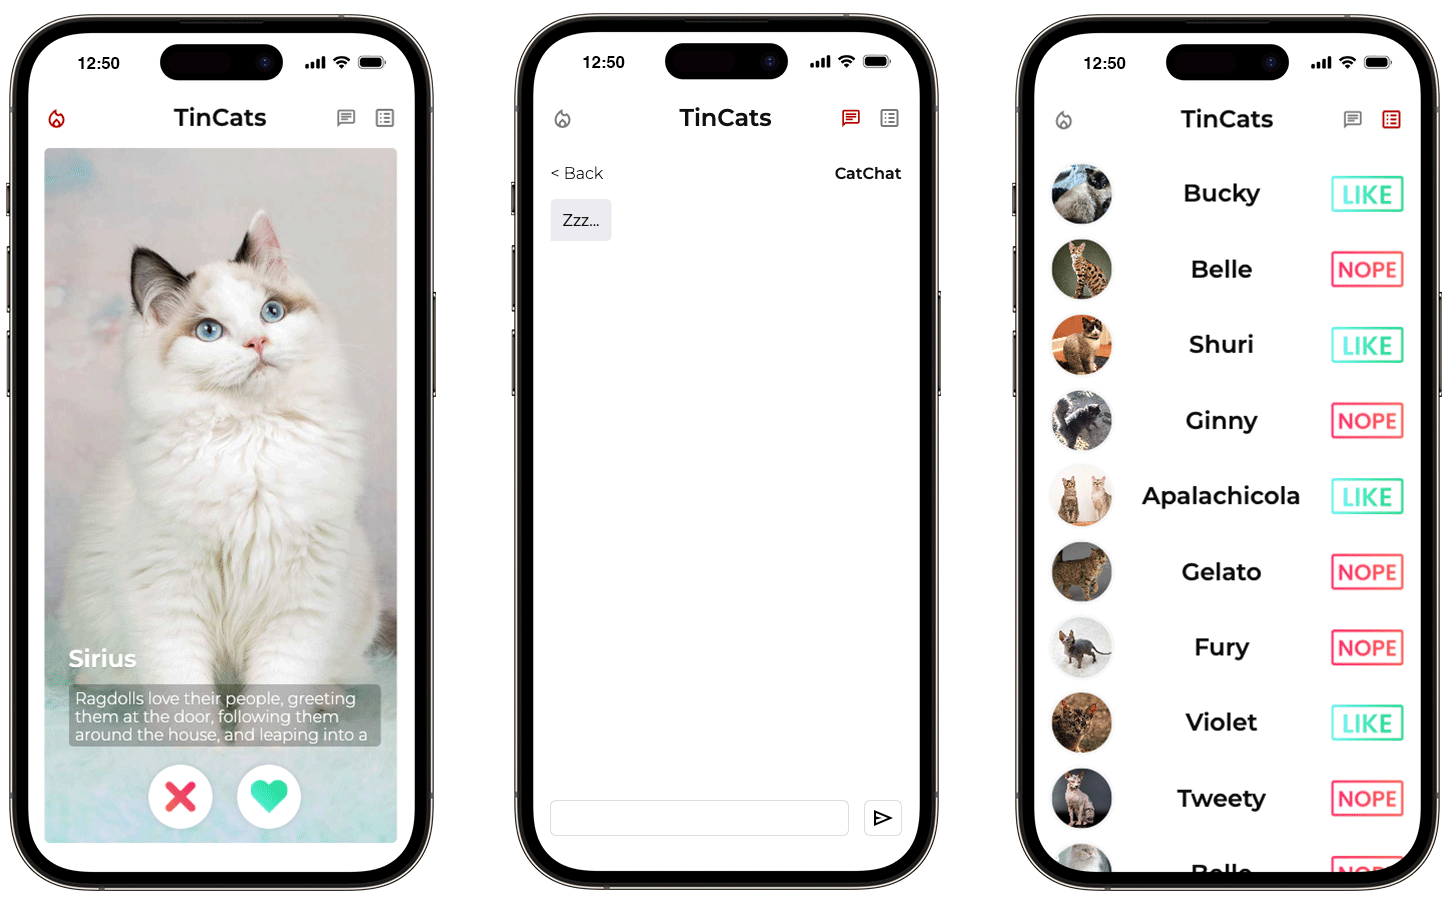 12:50
TinCats
Sirius
Ragdolls love their people, greeting
them at the door, following them
around the house, and leaping into a
12:50
TinCats
< Back
CatChat
Zzz...
12:50
TinCats
Bucky
LIKE
Belle
NOPE
Shuri
LIKE
Ginny
NOPE
Apalachicola
LIKE
Gelato
NOPE
Fury
NOPE
Violet
LIKE
Tweety
NOPE
Belle
NOPE